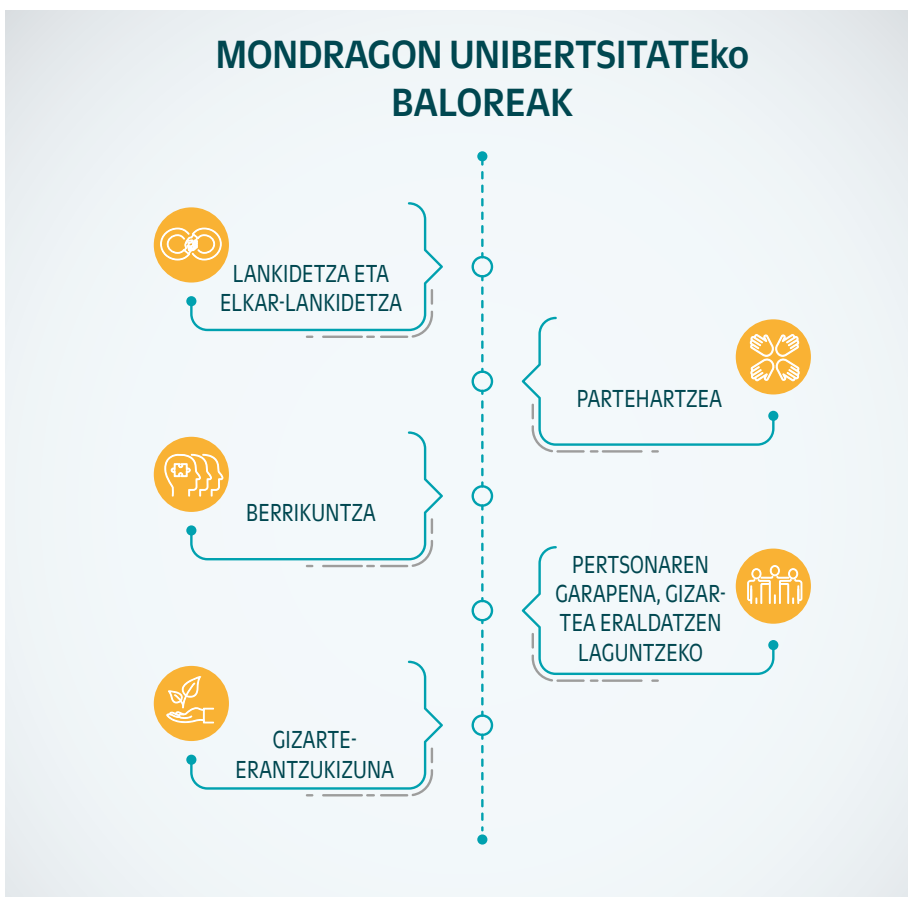 MONDRAGON UNIBERTSITATEko
BALOREAK
LANKIDETZA ETA
ELKAR-LANKIDETZA
PARTEHARTZEA
BERRIKUNTZA
PERTSONAREN
GARAPENA, GIZAR-
TEA ERALDATZEN
LAGUNTZEKO
GIZARTE-
ERANTZUKIZUNA